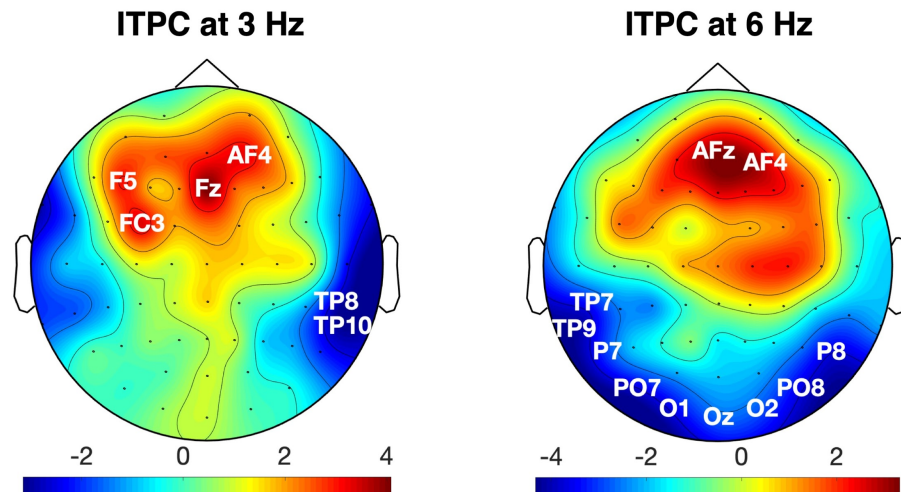 ITPC at 3 Hz
AF4
F5
Fz
FC3
TP8
TP10
-2 0 2 4
ITPC at 6 Hz
AFz
AF4
TP7
TP9
P7
P8
PO7
PO8
O1
O2
Oz
-4 -2 0 2